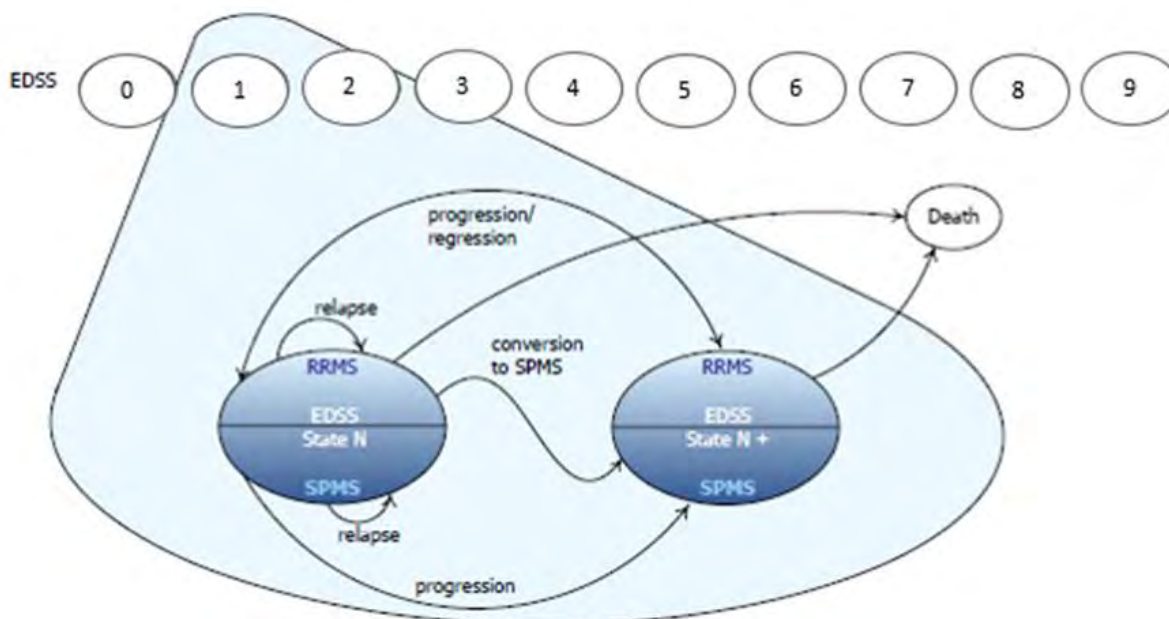 EDSS 0 1 2 3 4 5 6 7 8 9
Death
progression/
regression
relapse
conversion
to SPMS
RRMS
EDSS
State N
SPMS
RRMS
EDSS
State N +
SPMS
relapse
progression